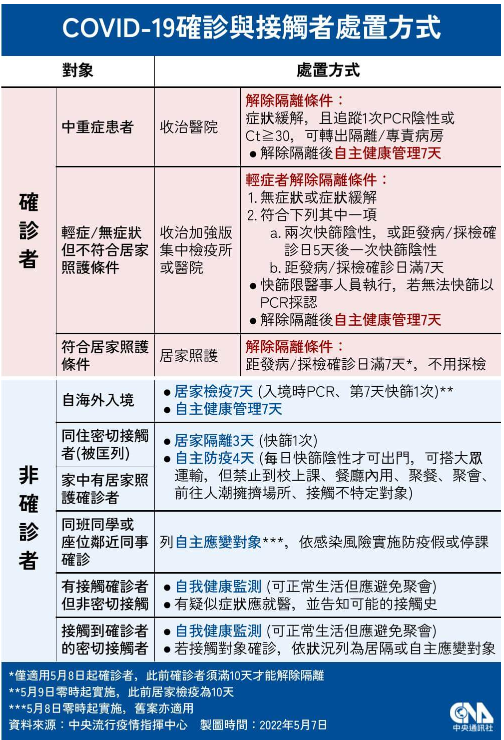 COVID-19確診與接觸者處置方式
對象
處置方式
確診者
中重症患者
收治醫院
解除隔離條件：
症狀緩解，且追蹤1次PCR陰性或
Ct≧30，可轉出隔離/專責病房
●解除隔離後自主健康管理7天
輕症/無症狀
但不符合居家
照護條件
收治加強版
集中檢疫所
或醫院
輕症者解除隔離條件：
1. 無症狀或症狀緩解
2. 符合下列其中一項
a. 兩次快篩陰性，或距發病/採檢確
診日5天後一次快篩陰性
b. 距發病/採檢確診日滿7天
●快篩限醫事人員執行，若無法快篩以
PCR採認
●解除隔離後自主健康管理7天
符合居家照護
條件
居家照護
解除隔離條件：
距發病/採檢確診日滿7天*，不用採檢
非確診者
自海外入境
●居家檢疫7天 (入境時PCR、第7天快篩1次)**
●自主健康管理7天
同住密切接觸
者(被匡列)
家中有居家照
護確診者
●居家隔離3天 (快篩1次)
●自主防疫4天 (每日快篩陰性才可出門，可搭大眾
運輸，但禁止到校上課、餐廳內用、聚餐、聚會、
前往人潮擁擠場所、接觸不特定對象)
同班同學或
座位鄰近同事
確診
列自主應變對象***，依感染風險實施防疫假或停課
有接觸確診者
但非密切接觸
●自我健康監測 (可正常生活但應避免聚會)
●有疑似症狀應就醫，並告知可能的接觸史
接觸到確診者
的密切接觸者
●自我健康監測 (可正常生活但應避免聚會)
●若接觸對象確診，依狀況列為居隔或自主應變對象
*僅適用5月8日起確診者，此前確診者須滿10天才能解除隔離
**5月9日零時起實施，此前居家檢疫為10天
***5月8日零時起實施，舊案亦適用
資料來源：中央流行疫情指揮中心 製圖時間：2022年5月7日
CNA
中央通訊社